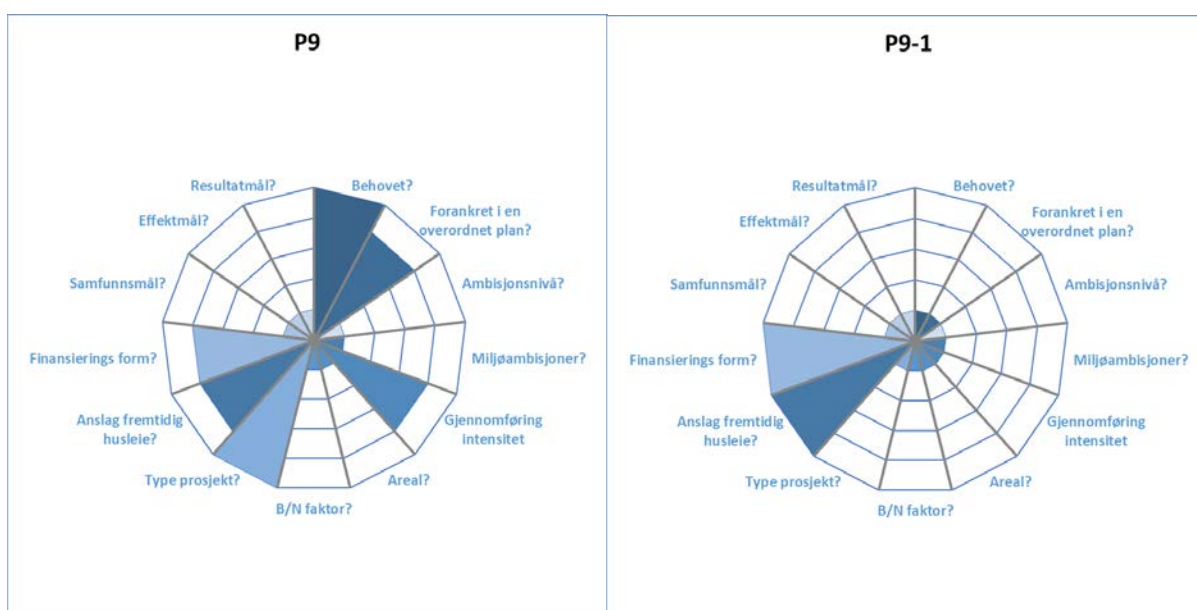 P9
Resultatmål?
Behovet?
Effektmål?
Forankret i en
overordnet plan?
Samfunnsmål?
Ambisjonsnivå?
Finansierings form?
Miljøambisjoner?
Anslag fremtidig
husleie?
Gjennomføring
intensitet
Type prosjekt?
Areal?
B/N faktor?
P9-1
Resultatmål?
Behovet?
Effektmål?
Forankret i en
overordnet plan?
Samfunnsmål?
Ambisjonsnivå?
Finansierings form?
Miljøambisjoner?
Anslag fremtidig
husleie?
Gjennomføring
intensitet
Type prosjekt?
Areal?
B/N faktor?